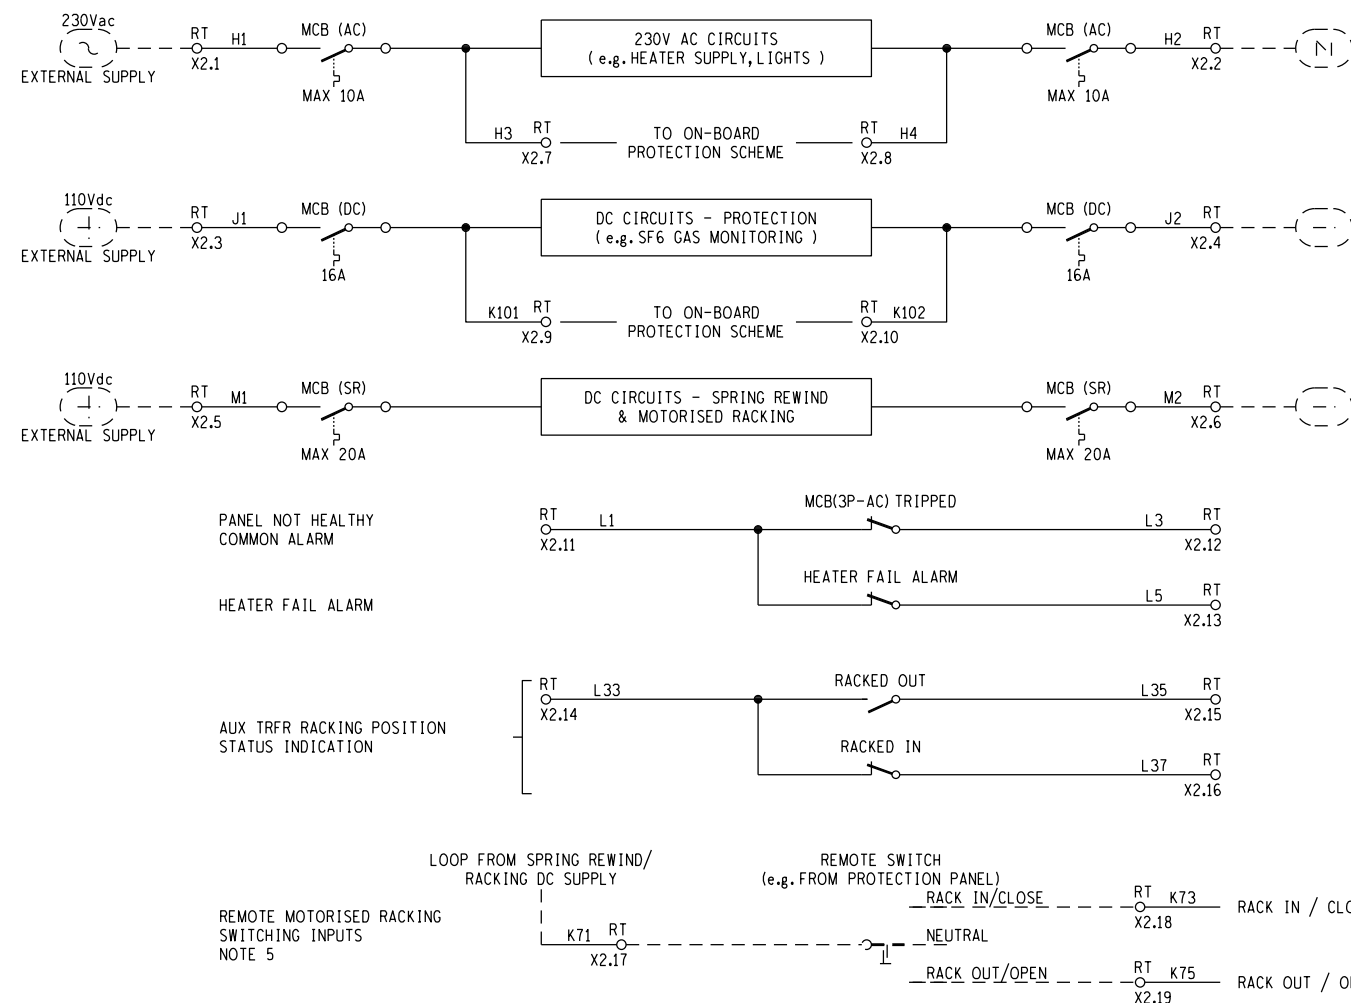 230Vac
EXTERNAL SUPPLY
RT
X2.1
H1
MCB (AC)
MAX 10A
230V AC CIRCUITS
(e.g. HEATER SUPPLY, LIGHTS )
MCB (AC)
MAX 10A
H2
RT
X2.2
N
H3
RT
X2.7
TO ON-BOARD
PROTECTION SCHEME
RT
X2.8
H4
110Vdc
EXTERNAL SUPPLY
RT
X2.3
J1
MCB (DC)
16A
DC CIRCUITS - PROTECTION
(e.g. SF6 GAS MONITORING )
MCB (DC)
16A
J2
RT
X2.4
K101
RT
X2.9
TO ON-BOARD
PROTECTION SCHEME
RT
X2.10
K102
110Vdc
EXTERNAL SUPPLY
RT
X2.5
M1
MCB (SR)
MAX 20A
DC CIRCUITS - SPRING REWIND
& MOTORISED RACKING
MCB (SR)
MAX 20A
M2
RT
X2.6
PANEL NOT HEALTHY
COMMON ALARM
RT
X2.11
L1
MCB(3P-AC) TRIPPED
L3
RT
X2.12
HEATER FAIL ALARM
HEATER FAIL ALARM
L5
RT
X2.13
AUX TRFR RACKING POSITION
STATUS INDICATION
RT
X2.14
L33
RACKED OUT
L35
RT
X2.15
RACKED IN
L37
RT
X2.16
LOOP FROM SPRING REWIND/
RACKING DC SUPPLY
REMOTE SWITCH
(e.g. FROM PROTECTION PANEL)
REMOTE MOTORISED RACKING
SWITCHING INPUTS
NOTE 5
K71
RT
X2.17
RACK IN/CLOSE
RT
X2.18
K73
RACK IN / CLO
NEUTRAL
RACK OUT/OPEN
RT
X2.19
K75
RACK OUT / O